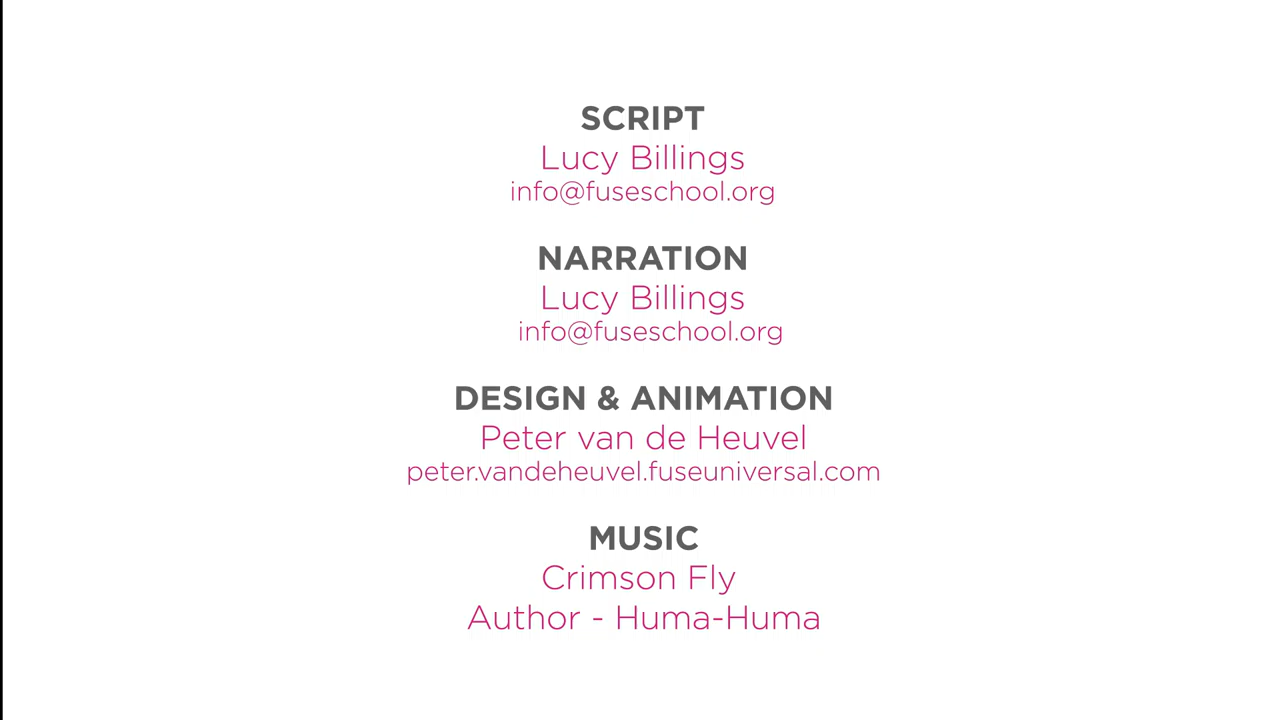 SCRIPT
Lucy Billings
info@fuseschool.org
NARRATION
Lucy Billings
info@fuseschool.org
DESIGN & ANIMATION
Peter van de Heuvel
peter.vandeheuvel.fuseuniversal.com
MUSIC
Crimson Fly
Author - Huma-Huma